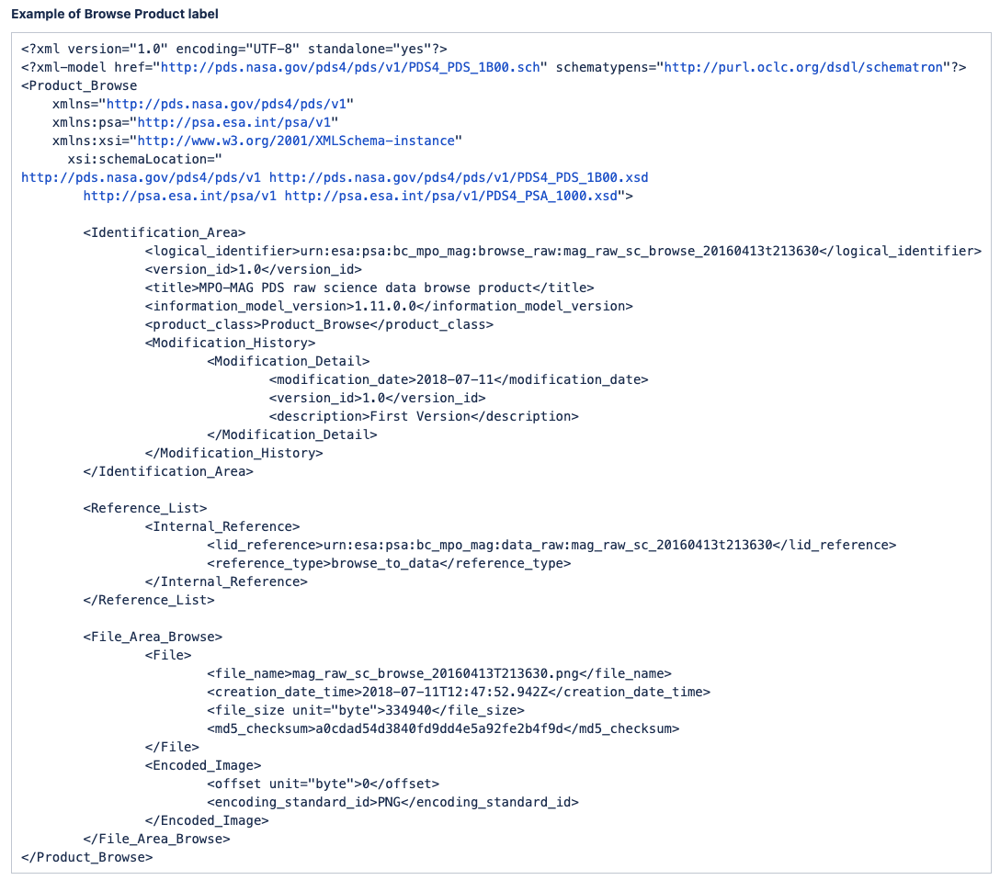 Example of Browse Product label
<?xml version="1.0" encoding="UTF-8" standalone="yes"?>
<?xml-model href="http://pds.nasa.gov/pds4/pds/v1/PDS4_PDS_1B00.sch" schematypens="http://purl.oclc.org/dsdl/schematron"?>
<Product_Browse
    xmlns="http://pds.nasa.gov/pds4/pds/v1"
    xmlns:psa="http://psa.esa.int/psa/v1"
    xmlns:xsi="http://www.w3.org/2001/XMLSchema-instance"
      xsi:schemaLocation="
http://pds.nasa.gov/pds4/pds/v1 http://pds.nasa.gov/pds4/pds/v1/PDS4_PDS_1B00.xsd
        http://psa.esa.int/psa/v1 http://psa.esa.int/psa/v1/PDS4_PSA_1000.xsd">

        <Identification_Area>
                <logical_identifier>urn:esa:psa:bc_mpo_mag:browse_raw:mag_raw_sc_browse_20160413t213630</logical_identifier>
                <version_id>1.0</version_id>
                <title>MPO-MAG PDS raw science data browse product</title>
                <information_model_version>1.11.0.0</information_model_version>
                <product_class>Product_Browse</product_class>
                <Modification_History>
                        <Modification_Detail>
                                <modification_date>2018-07-11</modification_date>
                                <version_id>1.0</version_id>
                                <description>First Version</description>
                        </Modification_Detail>
                </Modification_History>
        </Identification_Area>

        <Reference_List>
                <Internal_Reference>
                        <lid_reference>urn:esa:psa:bc_mpo_mag:data_raw:mag_raw_sc_20160413t213630</lid_reference>
                        <reference_type>browse_to_data</reference_type>
                </Internal_Reference>
        </Reference_List>

        <File_Area_Browse>
                <File>
                        <file_name>mag_raw_sc_browse_20160413T213630.png</file_name>
                        <creation_date_time>2018-07-11T12:47:52.942Z</creation_date_time>
                        <file_size unit="byte">334940</file_size>
                        <md5_checksum>a0cdad54d3840fd9dd4e5a92fe2b4f9d</md5_checksum>
                </File>
                <Encoded_Image>
                        <offset unit="byte">0</offset>
                        <encoding_standard_id>PNG</encoding_standard_id>
                </Encoded_Image>
        </File_Area_Browse>
</Product_Browse>